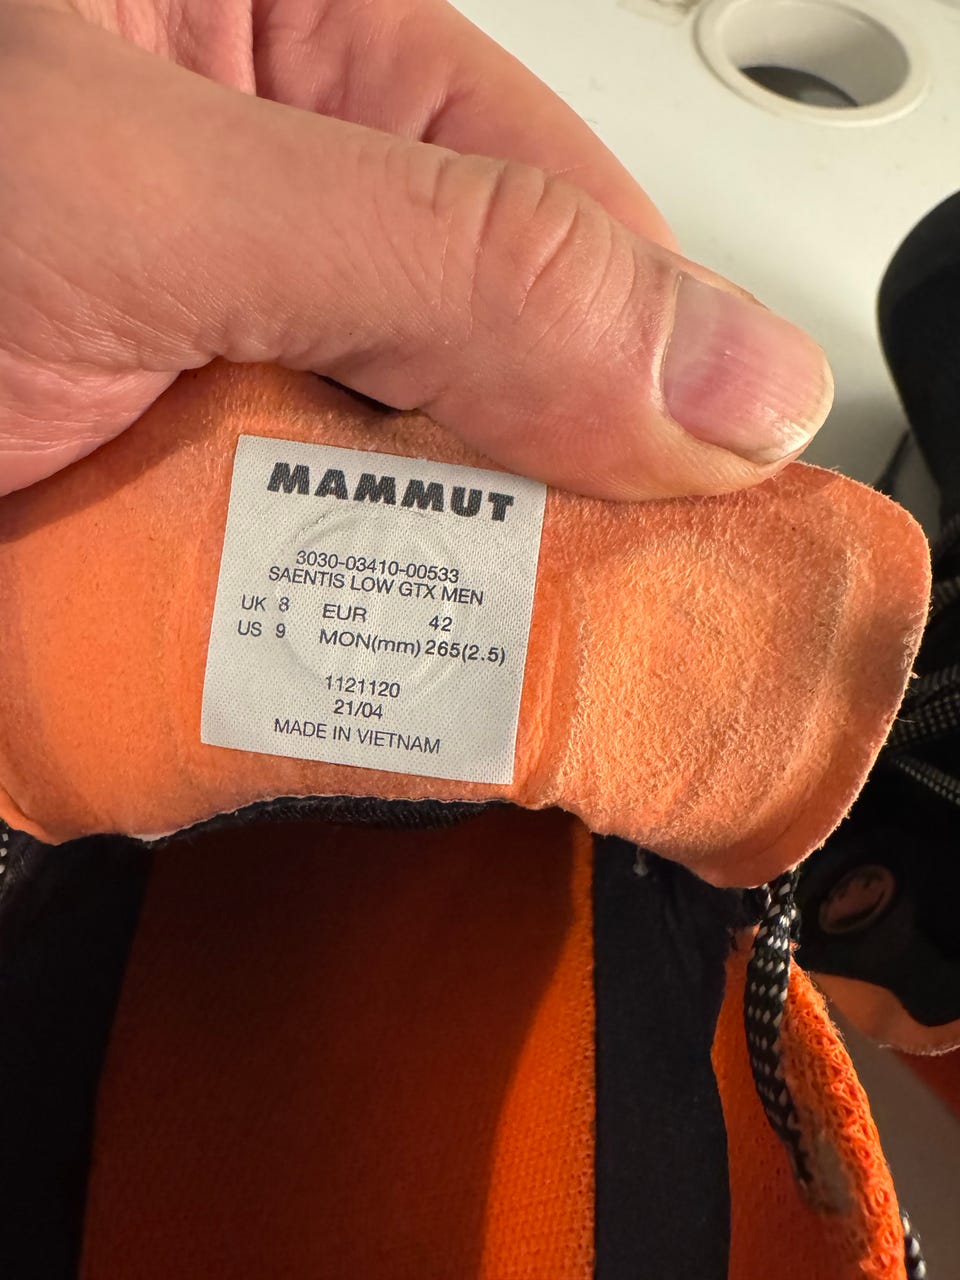 MAMMUT
3030-03410-00533
SAENTIS LOW GTX MEN
UK 8 EUR 42
US 9 MON(mm) 265(2.5)
1121120
21/04
MADE IN VIETNAM